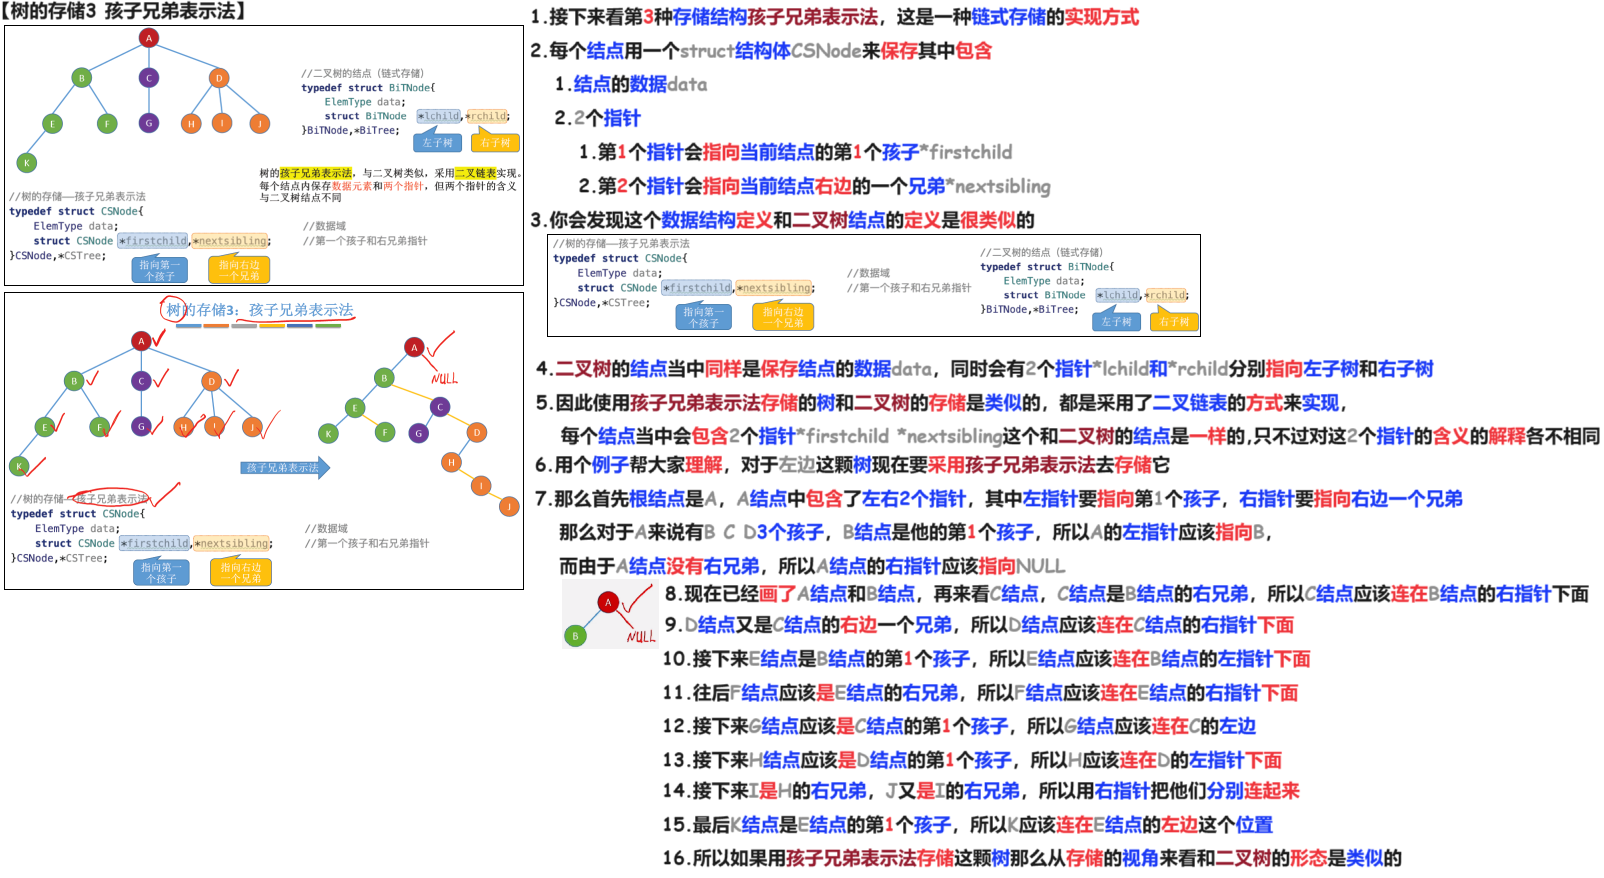 【树的存储3 孩子兄弟表示法】
A
B
C
D
E
F
G
H
I
J
K
//二叉树的结点（链式存储）
typedef struct BiTNode{
ElemType data;
struct BiTNode *lchild,*rchild;
}BiTNode,*BiTree;
左子树
右子树
树的孩子兄弟表示法，与二叉树类似，采用二叉链表实现。
每个结点内保存数据元素和两个指针，但两个指针的含义
与二叉树结点不同
//树的存储——孩子兄弟表示法
typedef struct CSNode{
ElemType data; //数据域
struct CSNode *firstchild,*nextsibling; //第一个孩子和右兄弟指针
}CSNode,*CSTree;
指向第一
个孩子
指向右边
一个兄弟
树的存储3：孩子兄弟表示法
A
B
C
D
E
F
G
H
I
J
K
孩子兄弟表示法
A
NULL
B
E
C
K
F
G
D
H
I
J
//树的存储——孩子兄弟表示法
typedef struct CSNode{
ElemType data; //数据域
struct CSNode *firstchild,*nextsibling; //第一个孩子和右兄弟指针
}CSNode,*CSTree;
指向第一
个孩子
指向右边
一个兄弟
1.接下来看第3种存储结构孩子兄弟表示法，这是一种链式存储的实现方式
2.每个结点用一个struct结构体CSNode来保存其中包含
1.结点的数据data
2.2个指针
1.第1个指针会指向当前结点的第1个孩子*firstchild
2.第2个指针会指向当前结点右边的一个兄弟*nextsibling
3.你会发现这个数据结构定义和二叉树结点的定义是很类似的
//树的存储——孩子兄弟表示法
typedef struct CSNode{
ElemType data; //数据域
struct CSNode *firstchild,*nextsibling; //第一个孩子和右兄弟指针
}CSNode,*CSTree;
指向第一
个孩子
指向右边
一个兄弟
//二叉树的结点（链式存储）
typedef struct BiTNode{
ElemType data;
struct BiTNode *lchild,*rchild;
}BiTNode,*BiTree;
左子树
右子树
4.二叉树的结点当中同样是保存结点的数据data，同时会有2个指针*lchild和*rchild分别指向左子树和右子树
5.因此使用孩子兄弟表示法存储的树和二叉树的存储是类似的，都是采用了二叉链表的方式来实现，
每个结点当中会包含2个指针*firstchild *nextsibling这个和二叉树的结点是一样的,只不过对这2个指针的含义的解释各不相同
6.用个例子帮大家理解，对于左边这颗树现在要采用孩子兄弟表示法去存储它
7.那么首先根结点是A，A结点中包含了左右2个指针，其中左指针要指向第1个孩子，右指针要指向右边一个兄弟
那么对于A来说有B C D3个孩子，B结点是他的第1个孩子，所以A的左指针应该指向B，
而由于A结点没有右兄弟，所以A结点的右指针应该指向NULL
A
B
NULL
8.现在已经画了A结点和B结点，再来看C结点，C结点是B结点的右兄弟，所以C结点应该连在B结点的右指针下面
9.D结点又是C结点的右边一个兄弟，所以D结点应该连在C结点的右指针下面
10.接下来E结点是B结点的第1个孩子，所以E结点应该连在B结点的左指针下面
11.往后F结点应该是E结点的右兄弟，所以F结点应该连在E结点的右指针下面
12.接下来G结点应该是C结点的第1个孩子，所以G结点应该连在C的左边
13.接下来H结点应该是D结点的第1个孩子，所以H应该连在D的左指针下面
14.接下来I是H的右兄弟，J又是I的右兄弟，所以用右指针把他们分别连起来
15.最后K结点是E结点的第1个孩子，所以K应该连在E结点的左边这个位置
16.所以如果用孩子兄弟表示法存储这颗树那么从存储的视角来看和二叉树的形态是类似的